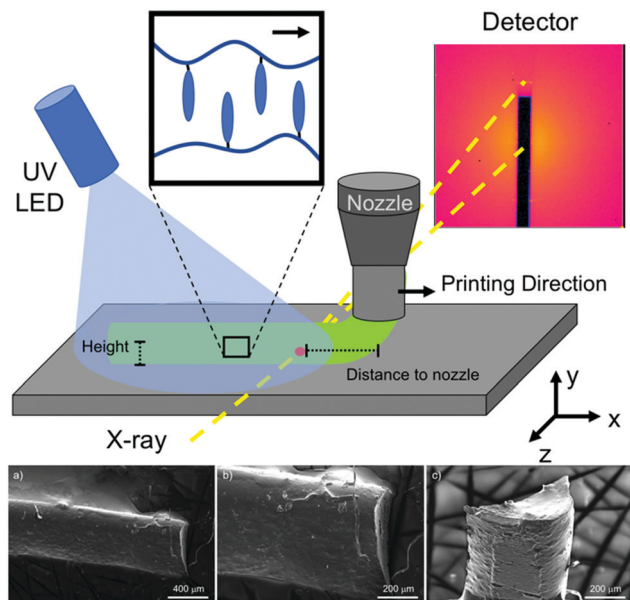 Detector
UV
LED
Nozzle
Printing Direction
Height
Distance to nozzle
X-ray
y
x
z
a)
400 µm
b)
200 µm
c)
200 µm